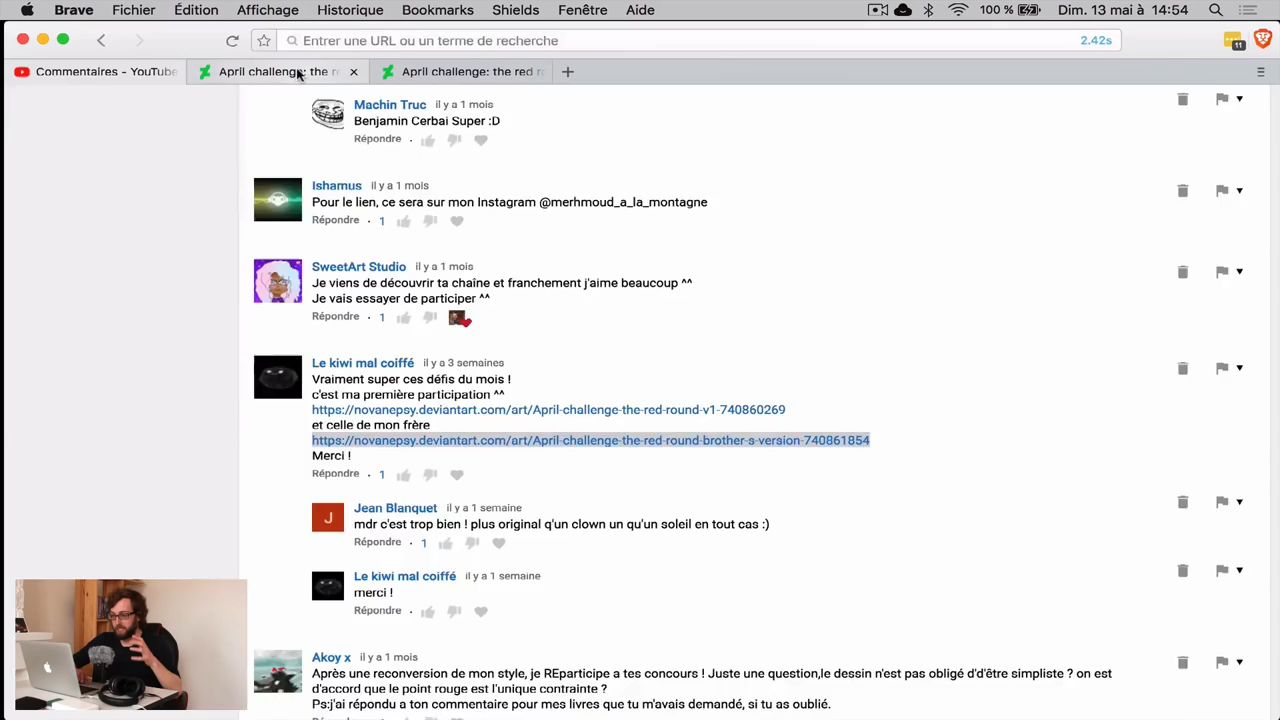 Brave Fichier Édition Affichage Historique Bookmarks Shields Fenêtre Aide 100 % Dim. 13 mai à 14:54
Entrer une URL ou un terme de recherche 2.42s 11
Commentaires - YouTube April challenge: the re April challenge: the red ro
Machin Truc il y a 1 mois
Benjamin Cerbai Super :D
Répondre
Ishamus il y a 1 mois
Pour le lien, ce sera sur mon Instagram @merhmoud_a_la_montagne
Répondre · 1
SweetArt Studio il y a 1 mois
Je viens de découvrir ta chaîne et franchement j'aime beaucoup ^^
Je vais essayer de participer ^^
Répondre · 1
Le kiwi mal coiffé il y a 3 semaines
Vraiment super ces défis du mois !
c'est ma première participation ^^
https://novanepsy.deviantart.com/art/April-challenge-the-red-round-v1-740860269
et celle de mon frère
https://novanepsy.deviantart.com/art/April-challenge-the-red-round-brother-s-version-740861854
Merci !
Répondre · 1
J
Jean Blanquet il y a 1 semaine
mdr c'est trop bien ! plus original q'un clown un qu'un soleil en tout cas :)
Répondre · 1
Le kiwi mal coiffé il y a 1 semaine
merci !
Répondre ·
Akoy x il y a 1 mois
Après une reconversion de mon style, je REparticipe a tes concours ! Juste une question,le dessin n'est pas obligé d'd'être simpliste ? on est
d'accord que le point rouge est l'unique contrainte ?
Ps:j'ai répondu a ton commentaire pour mes livres que tu m'avais demandé, si tu as oublié.